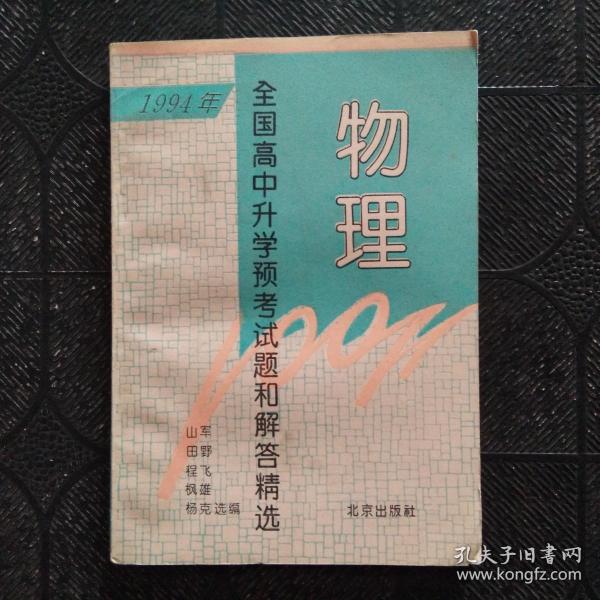 1994年
全国高中升学预考试题和解答精选
物理
山军
田野
程飞
枫雄
杨克选编
北京出版社
孔夫子旧书网
www.kongfz.com